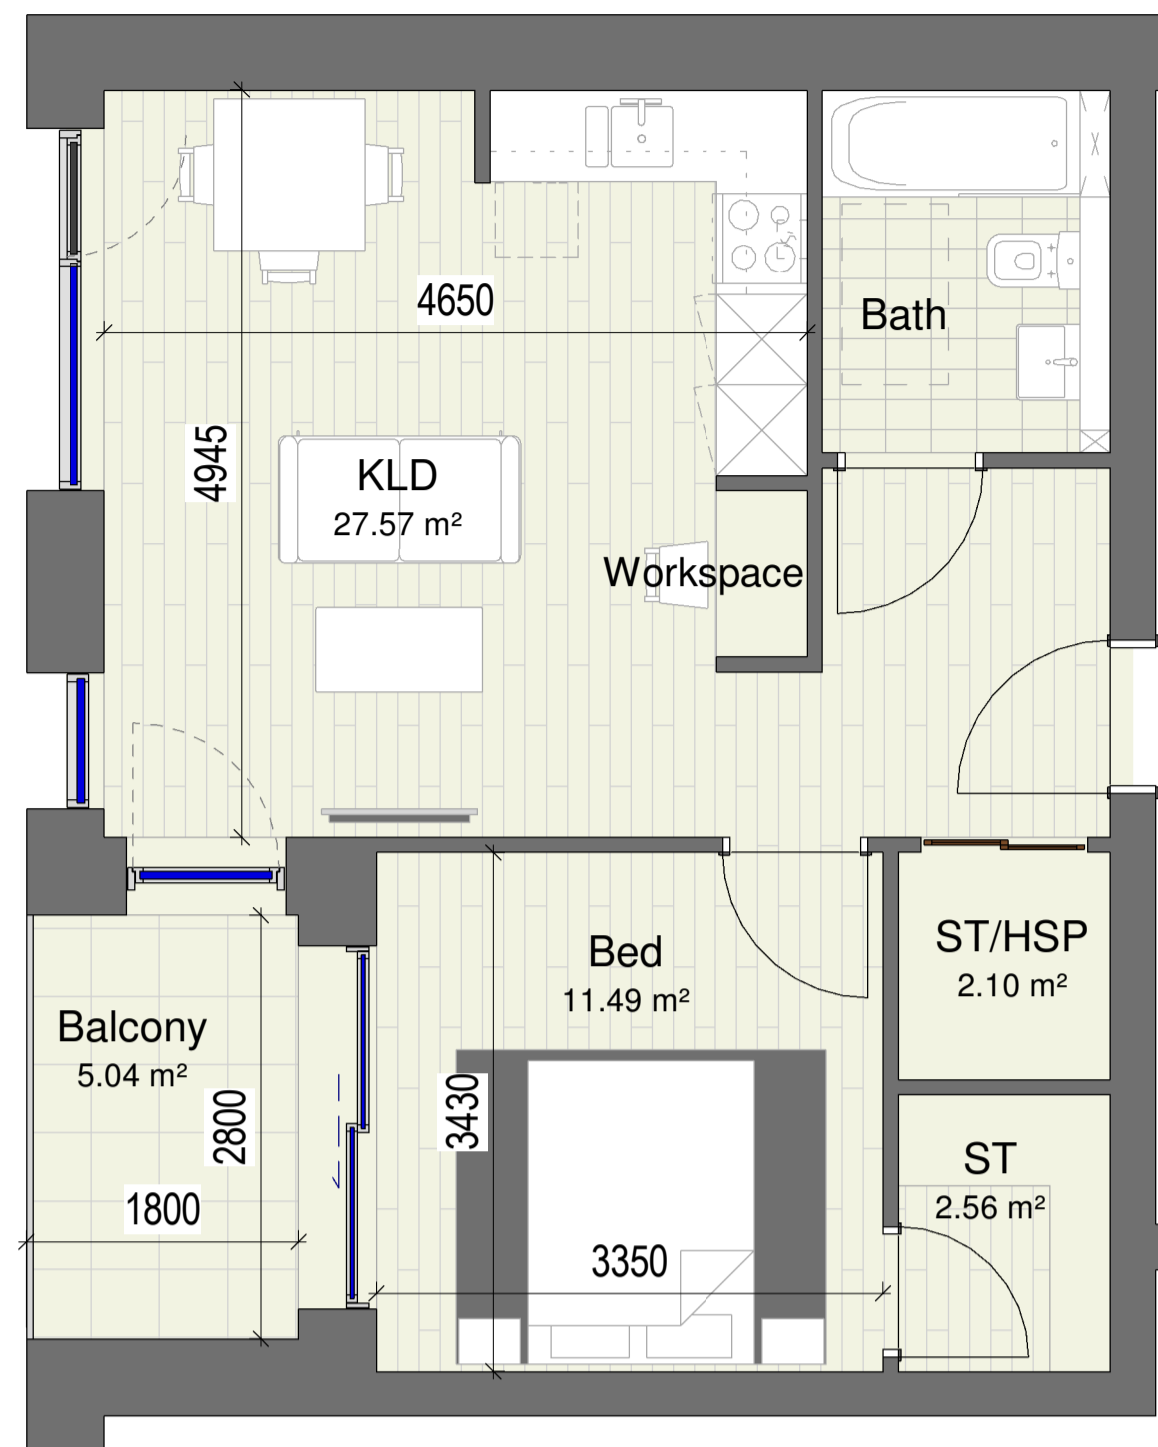 4650
Bath
4945
KLD
27.57 m²
Workspace
Bed
11.49 m²
ST/HSP
2.10 m²
Balcony
5.04 m²
2800
3430
ST
2.56 m²
1800
3350